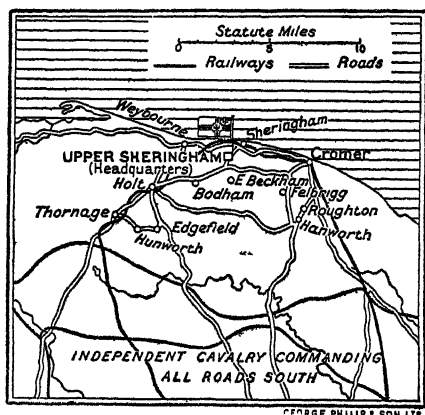 Statute Miles
0 5 10
Railways Roads
Weybourne
Sheringham
UPPER SHERINGHAM
(Headquarters)
Cromer
Holt
Bodham
E. Beckham
Felbrigg
Thornage
Roughton
Hanworth
Edgefield
Hunworth
INDEPENDENT CAVALRY COMMANDING
ALL ROADS SOUTH
GEORGE PHILIP & SON LTD